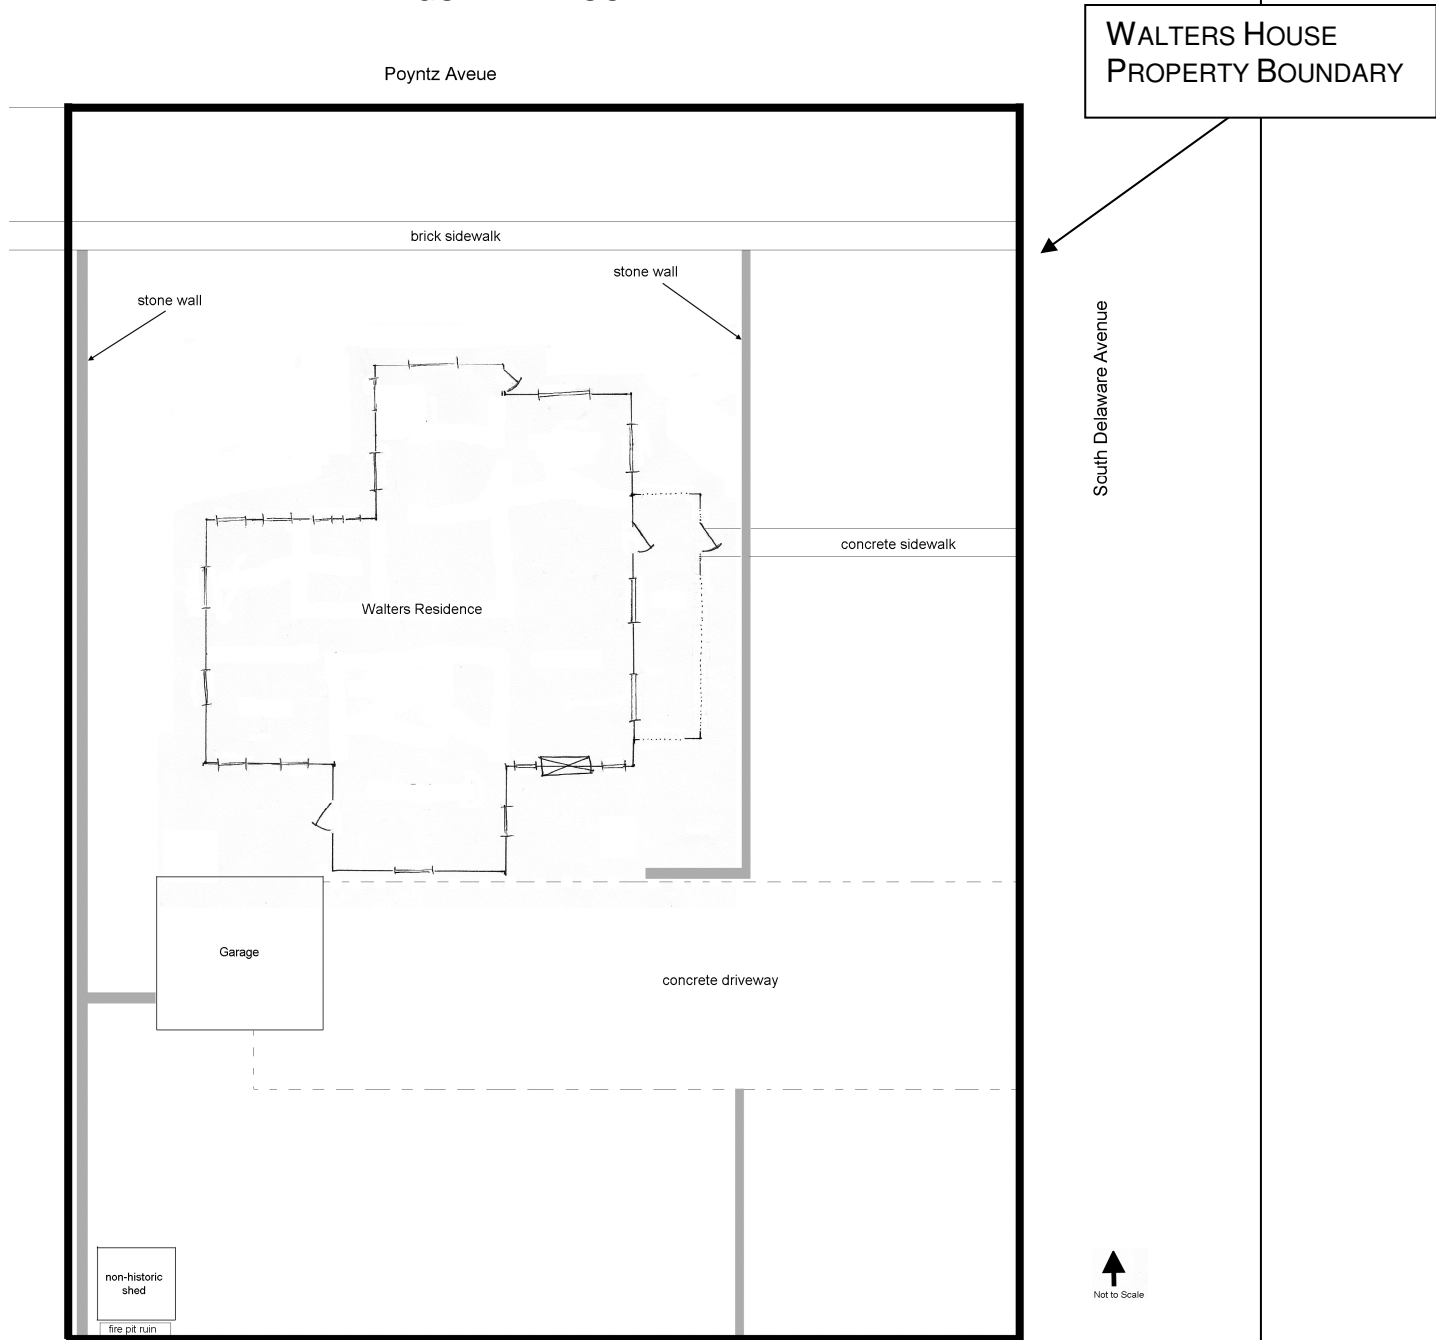 Poyntz Aveue
WALTERS HOUSE
PROPERTY BOUNDARY
brick sidewalk
stone wall
stone wall
South Delaware Avenue
concrete sidewalk
Walters Residence
Garage
concrete driveway
non-historic
shed
fire pit ruin
Not to Scale